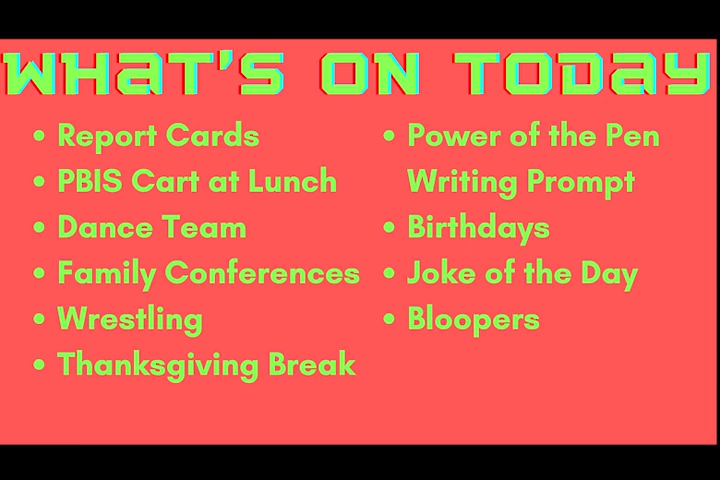 WHAT'S ON TODAY
• Report Cards
• PBIS Cart at Lunch
• Dance Team
• Family Conferences
• Wrestling
• Thanksgiving Break
• Power of the Pen
Writing Prompt
• Birthdays
• Joke of the Day
• Bloopers